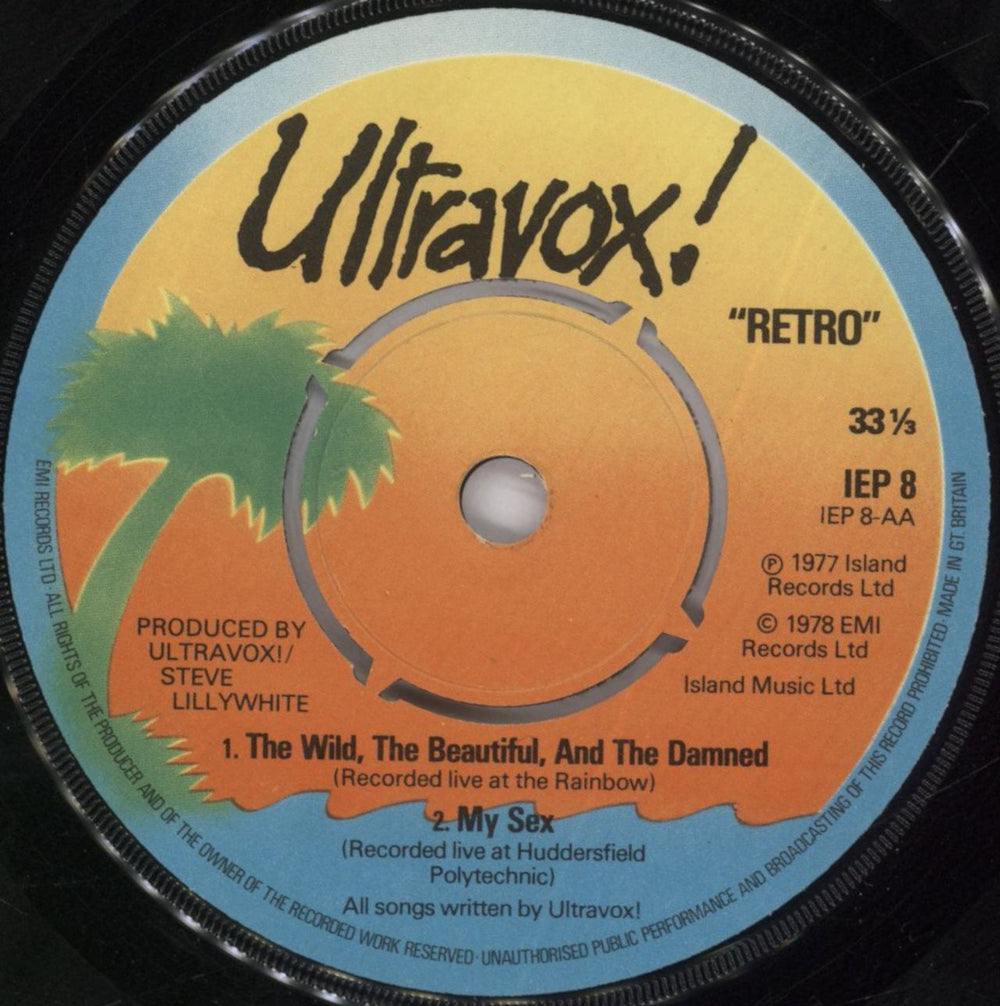 Ultravox!
“RETRO”
33 ⅓
IEP 8
IEP 8-AA
℗ 1977 Island
Records Ltd
© 1978 EMI
Records Ltd
Island Music Ltd
PRODUCED BY
ULTRAVOX!/
STEVE
LILLYWHITE
1. The Wild, The Beautiful, And The Damned
(Recorded live at the Rainbow)
2. My Sex
(Recorded live at Huddersfield
Polytechnic)
All songs written by Ultravox!
EMI RECORDS LTD · ALL RIGHTS OF THE PRODUCER AND OF THE OWNER OF THE RECORDED WORK RESERVED · UNAUTHORISED PUBLIC PERFORMANCE AND BROADCASTING OF THIS RECORD PROHIBITED · MADE IN GT. BRITAIN